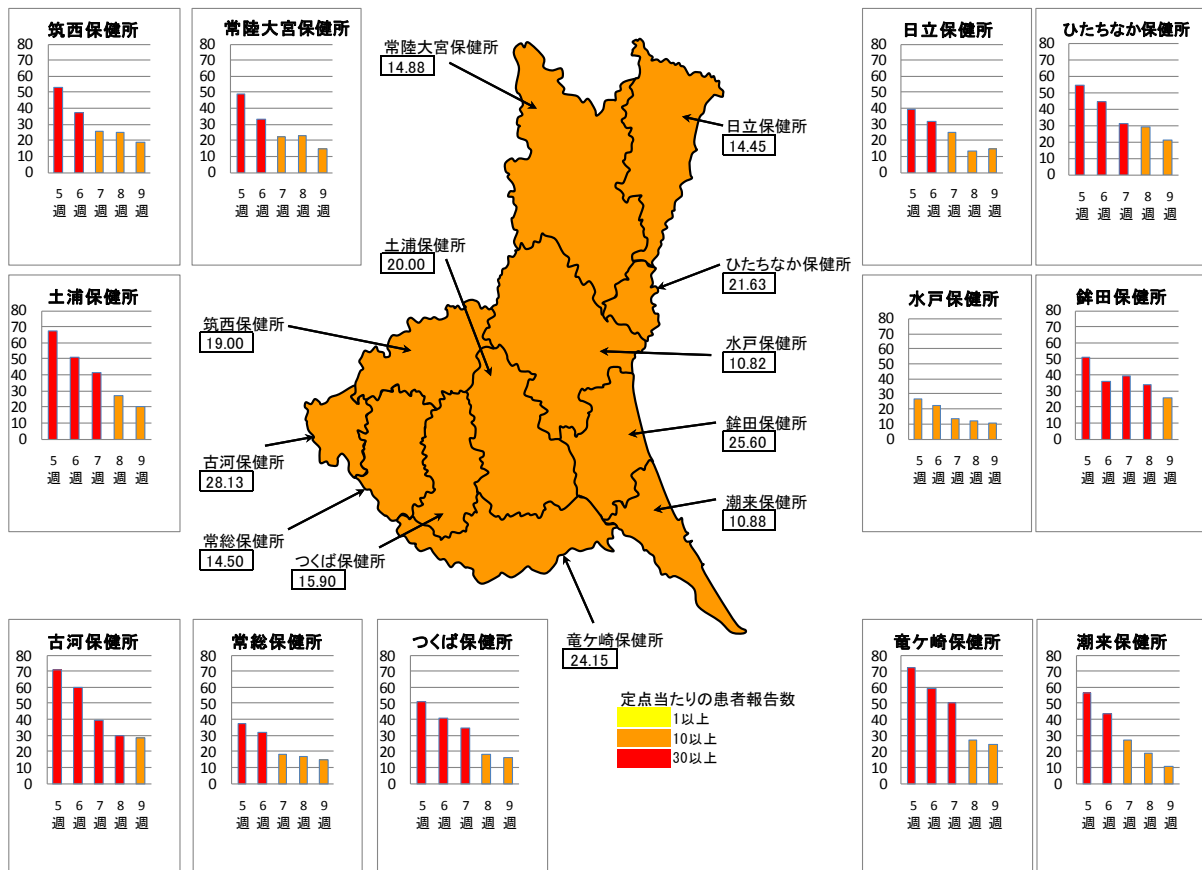 筑西保健所
80
70
60
50
40
30
20
10
0
5週
6週
7週
8週
9週
常陸大宮保健所
80
70
60
50
40
30
20
10
0
5週
6週
7週
8週
9週
日立保健所
80
70
60
50
40
30
20
10
0
5週
6週
7週
8週
9週
ひたちなか保健所
80
70
60
50
40
30
20
10
0
5週
6週
7週
8週
9週
常陸大宮保健所
14.88
日立保健所
14.45
土浦保健所
20.00
ひたちなか保健所
21.63
筑西保健所
19.00
水戸保健所
10.82
鉾田保健所
25.60
古河保健所
28.13
潮来保健所
10.88
常総保健所
14.50
つくば保健所
15.90
竜ケ崎保健所
24.15
土浦保健所
80
70
60
50
40
30
20
10
0
5週
6週
7週
8週
9週
水戸保健所
80
70
60
50
40
30
20
10
0
5週
6週
7週
8週
9週
鉾田保健所
80
70
60
50
40
30
20
10
0
5週
6週
7週
8週
9週
古河保健所
80
70
60
50
40
30
20
10
0
5週
6週
7週
8週
9週
常総保健所
80
70
60
50
40
30
20
10
0
5週
6週
7週
8週
9週
つくば保健所
80
70
60
50
40
30
20
10
0
5週
6週
7週
8週
9週
定点当たりの患者報告数
1以上
10以上
30以上
竜ケ崎保健所
80
70
60
50
40
30
20
10
0
5週
6週
7週
8週
9週
潮来保健所
80
70
60
50
40
30
20
10
0
5週
6週
7週
8週
9週